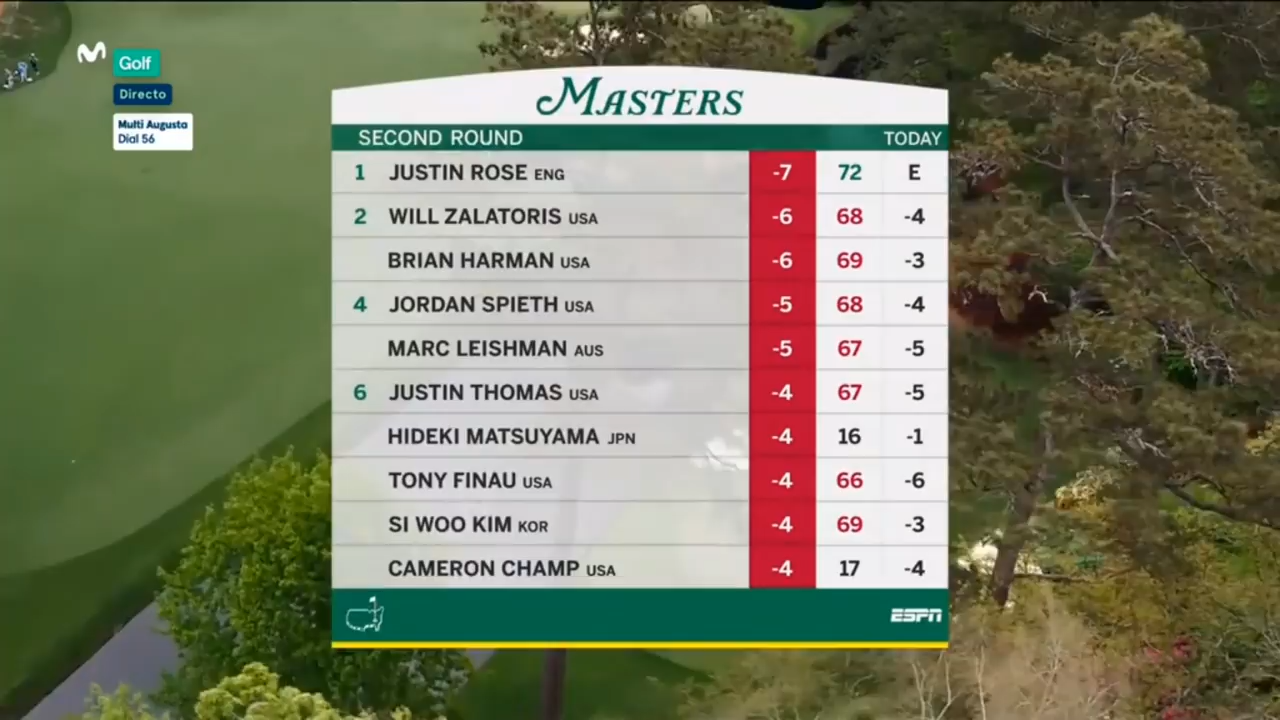 Golf
Directo
Multi Augusta
Dial 56
MASTERS
SECOND ROUND TODAY
1 JUSTIN ROSE ENG -7 72 E
2 WILL ZALATORIS USA -6 68 -4
BRIAN HARMAN USA -6 69 -3
4 JORDAN SPIETH USA -5 68 -4
MARC LEISHMAN AUS -5 67 -5
6 JUSTIN THOMAS USA -4 67 -5
HIDEKI MATSUYAMA JPN -4 16 -1
TONY FINAU USA -4 66 -6
SI WOO KIM KOR -4 69 -3
CAMERON CHAMP USA -4 17 -4
ESPN